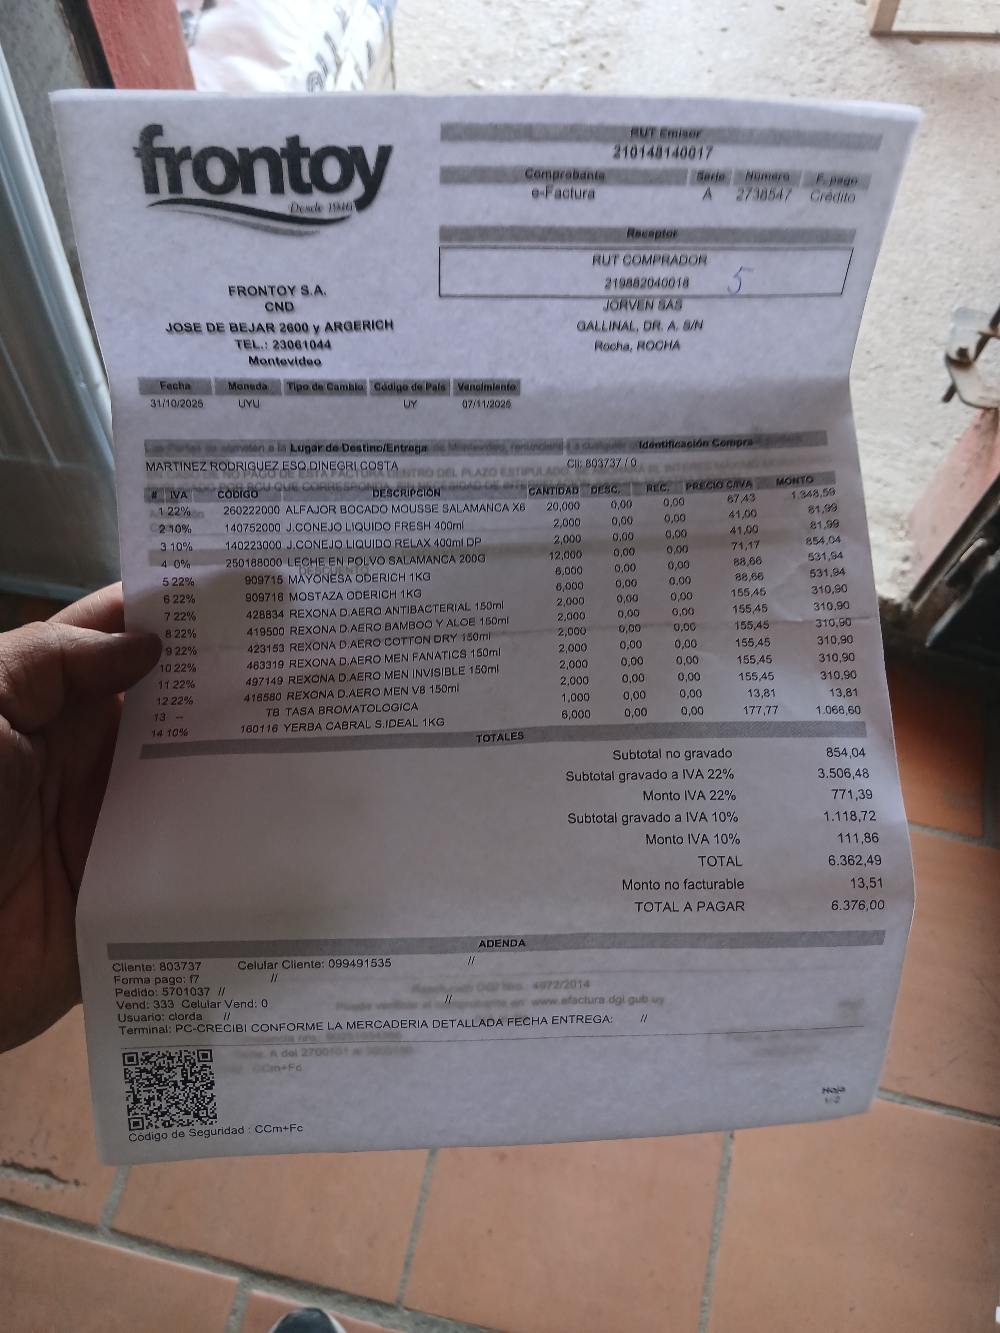 frontoy
Desde 1940
RUT Emisor
210148140017
Comprobante Serie Número F. pago
e-Factura A 2738547 Crédito
Receptor
RUT COMPRADOR
219882040018 5
JORVEN SAS
GALLINAL, DR. A. S/N
Rocha, ROCHA
FRONTOY S.A.
CND
JOSE DE BEJAR 2600 y ARGERICH
TEL.: 23061044
Montevideo
Fecha Moneda Tipo de Cambio Código de País Vencimiento
31/10/2025 UYU UY 07/11/2025
Lugar de Destino/Entrega Identificación Compra
MARTINEZ RODRIGUEZ ESQ.DINEGRI COSTA Cli: 803737 / 0
# IVA CODIGO DESCRIPCIÓN CANTIDAD DESC. REC. PRECIO C/IVA MONTO
1 22% 260222000 ALFAJOR BOCADO MOUSSE SALAMANCA X6 20,000 0,00 0,00 67,43 1.348,59
2 10% 140752000 J.CONEJO LIQUIDO FRESH 400ml 2,000 0,00 0,00 41,00 81,99
3 10% 140223000 J.CONEJO LIQUIDO RELAX 400ml DP 2,000 0,00 0,00 41,00 81,99
4 0% 250188000 LECHE EN POLVO SALAMANCA 200G 12,000 0,00 0,00 71,17 854,04
5 22% 909715 MAYONESA ODERICH 1KG 6,000 0,00 0,00 88,66 531,94
6 22% 909716 MOSTAZA ODERICH 1KG 6,000 0,00 0,00 88,66 531,94
7 22% 428834 REXONA D.AERO ANTIBACTERIAL 150ml 2,000 0,00 0,00 155,45 310,90
8 22% 419500 REXONA D.AERO BAMBOO Y ALOE 150ml 2,000 0,00 0,00 155,45 310,90
9 22% 423153 REXONA D.AERO COTTON DRY 150ml 2,000 0,00 0,00 155,45 310,90
10 22% 463319 REXONA D.AERO MEN FANATICS 150ml 2,000 0,00 0,00 155,45 310,90
11 22% 497149 REXONA D.AERO MEN INVISIBLE 150ml 2,000 0,00 0,00 155,45 310,90
12 22% 416580 REXONA D.AERO MEN V8 150ml 2,000 0,00 0,00 155,45 310,90
13 -- TB TASA BROMATOLOGICA 1,000 0,00 0,00 13,81 13,81
14 10% 160116 YERBA CABRAL S.IDEAL 1KG 6,000 0,00 0,00 177,77 1.066,60
TOTALES
Subtotal no gravado 854,04
Subtotal gravado a IVA 22% 3.506,48
Monto IVA 22% 771,39
Subtotal gravado a IVA 10% 1.118,72
Monto IVA 10% 111,86
TOTAL 6.362,49
Monto no facturable 13,51
TOTAL A PAGAR 6.376,00
ADENDA
Cliente: 803737 Celular Cliente: 099491535 //
Forma pago: f7 //
Pedido: 5701037 //
Vend: 333 Celular Vend: 0 //
Usuario: clorda //
Terminal: PC-CRECIBI CONFORME LA MERCADERIA DETALLADA FECHA ENTREGA: //
Código de Seguridad : CCm+Fc
Hoja
1/2